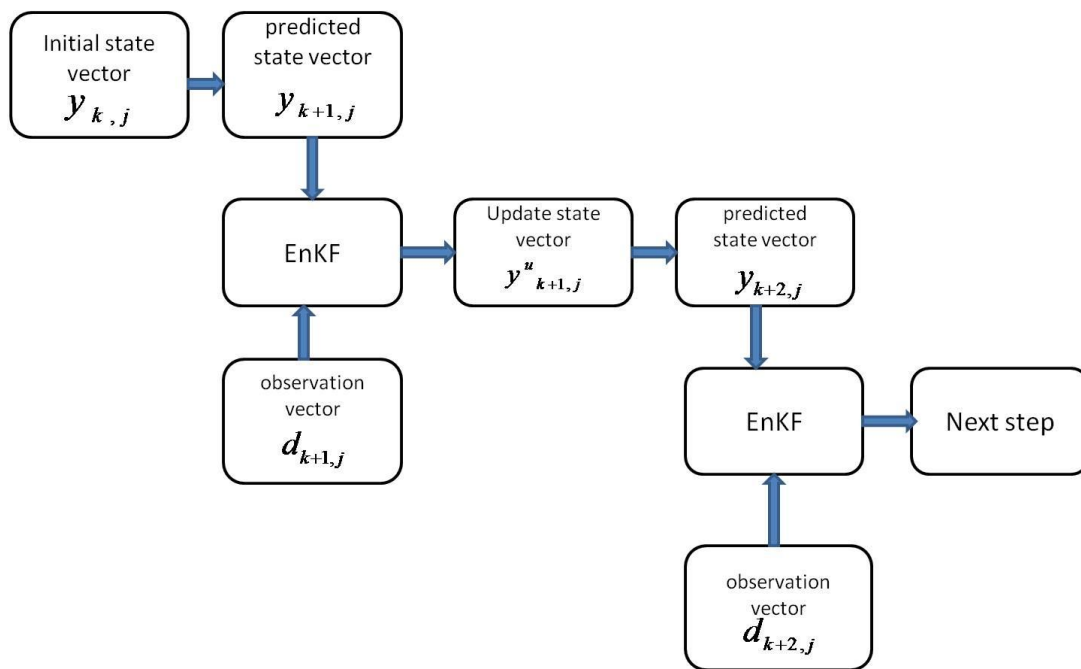 Initial state
vector
y k , j
predicted
state vector
y k+1, j
EnKF
Update state
vector
y u k+1, j
predicted
state vector
y k+2, j
observation
vector
d k+1, j
EnKF
Next step
observation
vector
d k+2, j